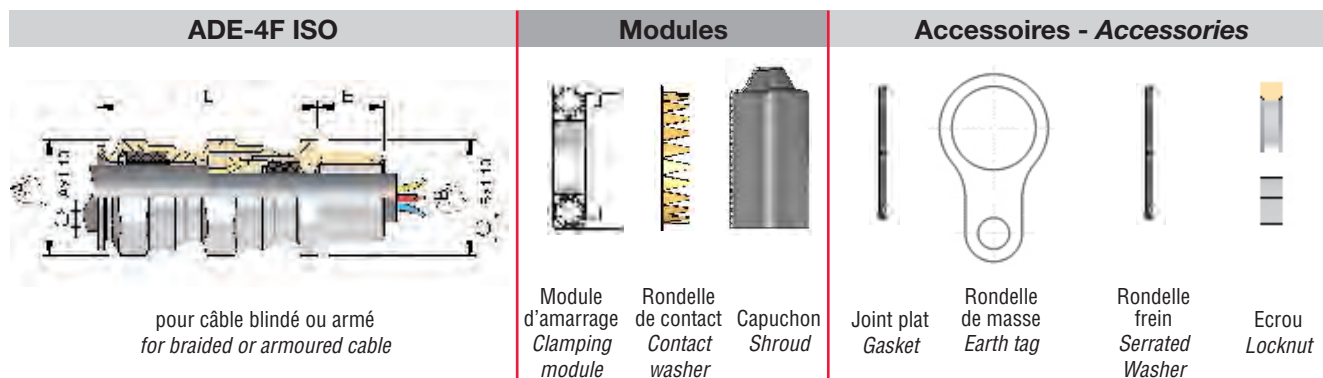 ADE-4F ISO
Modules
Accessoires - Accessories
L
E
pour câble blindé ou armé
for braided or armoured cable
Module
d'amarrage
Clamping
module
Rondelle
de contact
Contact
washer
Capuchon
Shroud
Joint plat
Gasket
Rondelle
de masse
Earth tag
Rondelle
frein
Serrated
Washer
Ecrou
Locknut